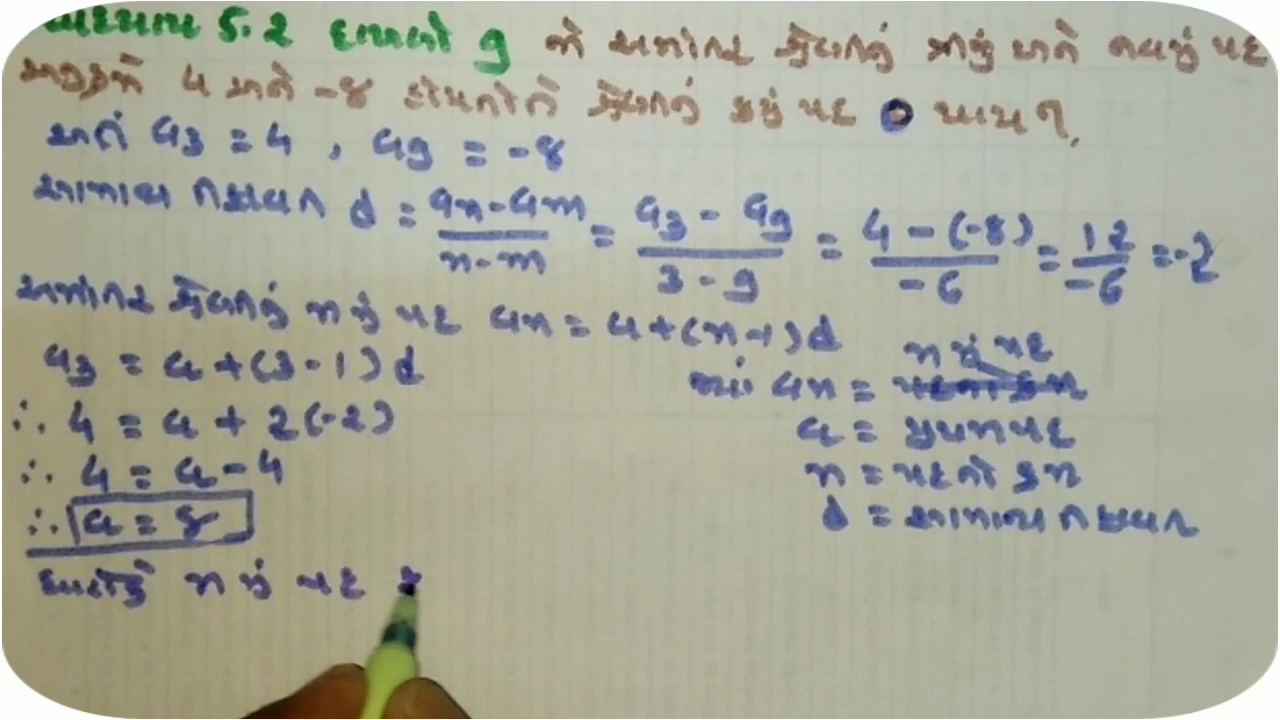 5.2 દાખલો 9 જો સમાંતર શ્રેણીનું ત્રીજું અને નવમું પદ
અનુક્રમે 4 અને -8 હોય તો તે શ્રેણીનું કયું પદ 0 થાય ?
અહીં a3 = 4 , a9 = -8
સામાન્ય તફાવત d = an - am / n - m = a3 - a9 / 3 - 9 = 4 - (-8) / -6 = 12 / -6 = -2
સમાંતર શ્રેણીનું n મું પદ an = a + (n-1) d
a3 = a + (3-1) d
∴ 4 = a + 2(-2)
∴ 4 = a - 4
∴ a = 8
n મું પદ
જ્યાં an =
a = પ્રથમ પદ
n = પદનો ક્રમ
d = સામાન્ય તફાવત
ધારોકે n મું પદ